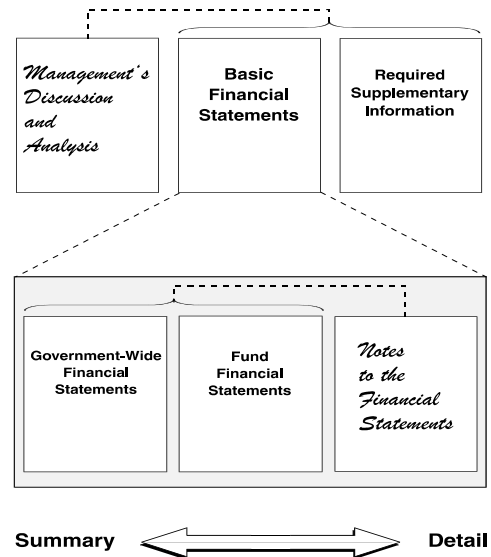 Management's
Discussion
and
Analysis
Basic
Financial
Statements
Required
Supplementary
Information
Government-Wide
Financial
Statements
Fund
Financial
Statements
Notes
to the
Financial
Statements
Summary
Detail